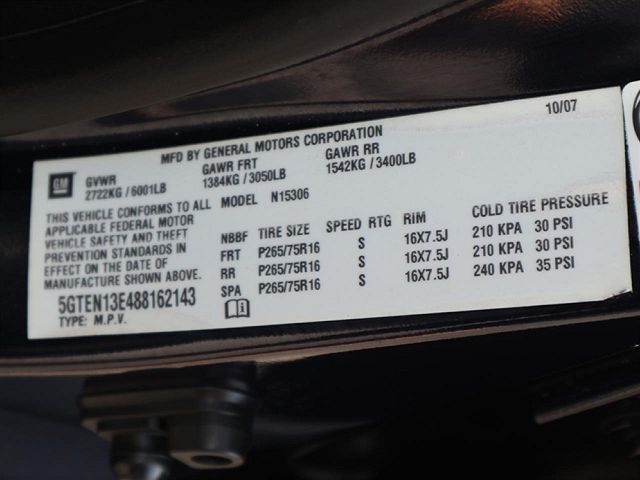 10/07
MFD BY GENERAL MOTORS CORPORATION
GM GVWR GAWR FRT GAWR RR
2722KG / 6001LB 1384KG / 3050LB 1542KG / 3400LB
THIS VEHICLE CONFORMS TO ALL
APPLICABLE FEDERAL MOTOR
VEHICLE SAFETY AND THEFT
PREVENTION STANDARDS IN
EFFECT ON THE DATE OF
MANUFACTURE SHOWN ABOVE.
5GTEN13E488162143
TYPE: M.P.V.
MODEL N15306
NBBF TIRE SIZE SPEED RTG RIM COLD TIRE PRESSURE
FRT P265/75R16 S 16X7.5J 210 KPA 30 PSI
RR P265/75R16 S 16X7.5J 210 KPA 30 PSI
SPA P265/75R16 S 16X7.5J 240 KPA 35 PSI